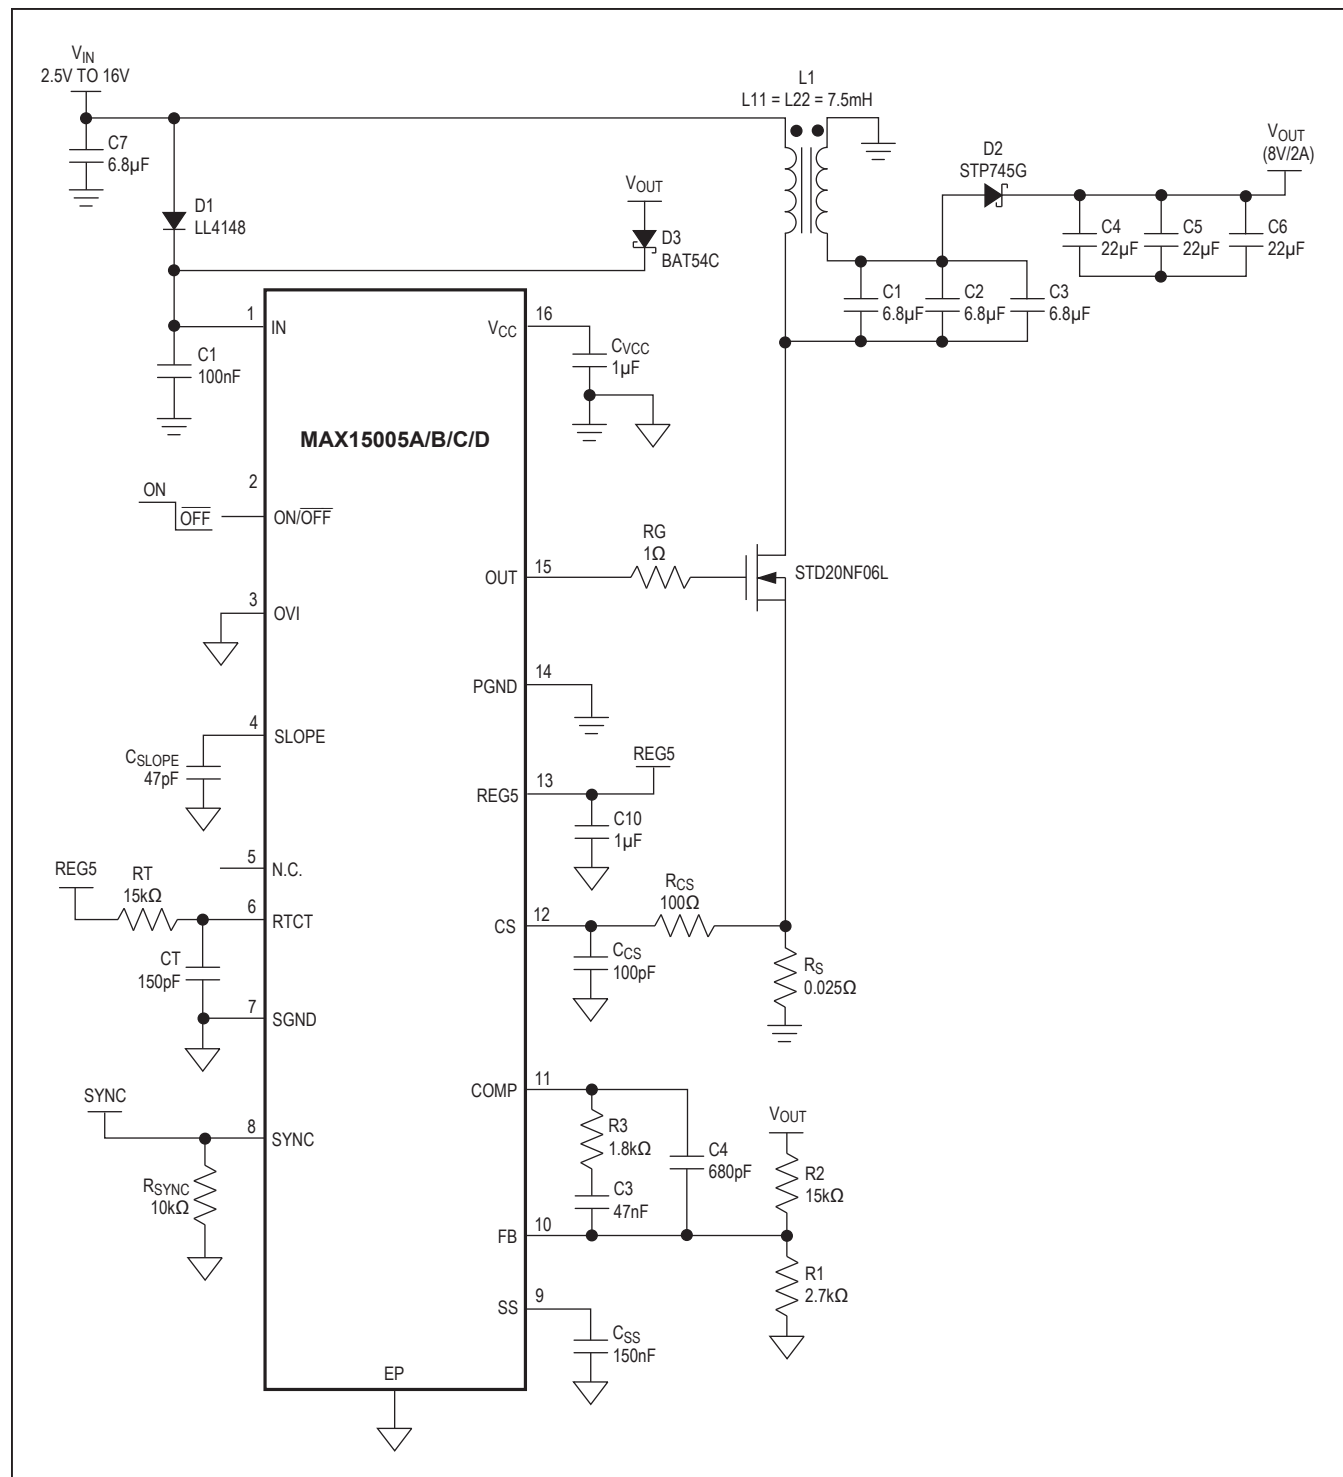 VIN
2.5V TO 16V
C7
6.8µF
D1
LL4148
VOUT
D3
BAT54C
L1
L11 = L22 = 7.5mH
D2
STP745G
VOUT
(8V/2A)
C4
22µF
C5
22µF
C6
22µF
C1
6.8µF
C2
6.8µF
C3
6.8µF
1
IN
C1
100nF
16
VCC
CVCC
1µF
MAX15005A/B/C/D
ON
OFF
2
ON/OFF
RG
1Ω
15
OUT
STD20NF06L
3
OVI
14
PGND
4
SLOPE
CSLOPE
47pF
REG5
13
REG5
C10
1µF
5
N.C.
REG5
RT
15kΩ
6
RTCT
CT
150pF
7
SGND
RCS
100Ω
12
CS
CCS
100pF
RS
0.025Ω
SYNC
8
SYNC
RSYNC
10kΩ
11
COMP
R3
1.8kΩ
C3
47nF
C4
680pF
VOUT
R2
15kΩ
10
FB
R1
2.7kΩ
9
SS
CSS
150nF
EP